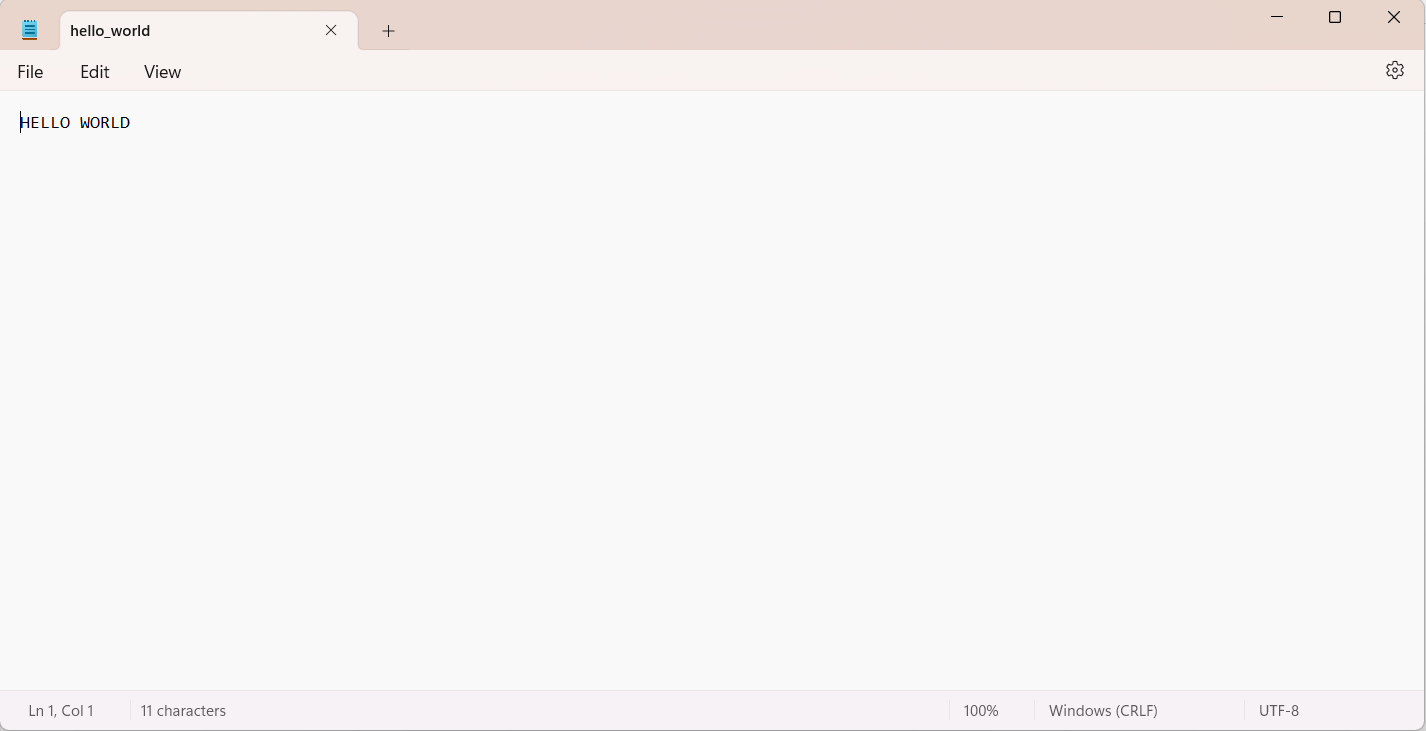 hello_world
File Edit View
HELLO WORLD
Ln 1, Col 1 11 characters 100% Windows (CRLF) UTF-8